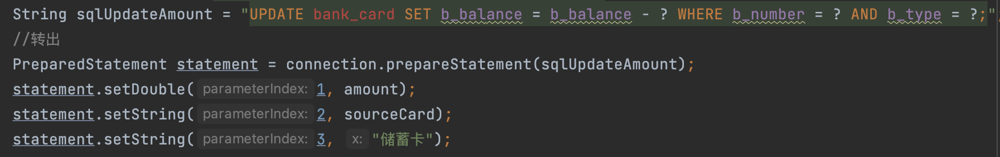 String sqlUpdateAmount = "UPDATE bank_card SET b_balance = b_balance - ? WHERE b_number = ? AND b_type = ?;";
//转出
PreparedStatement statement = connection.prepareStatement(sqlUpdateAmount);
statement.setDouble( parameterIndex: 1, amount);
statement.setString( parameterIndex: 2, sourceCard);
statement.setString( parameterIndex: 3, x: "储蓄卡");